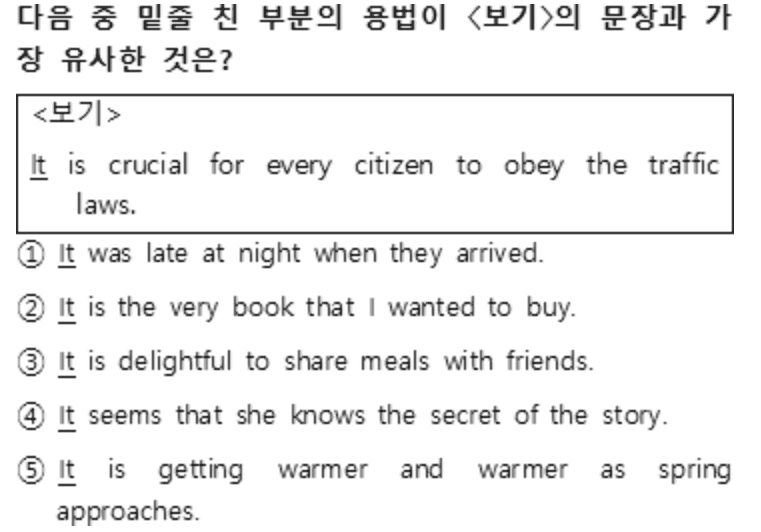 다음 중 밑줄 친 부분의 용법이 〈보기〉의 문장과 가
장 유사한 것은?
<보기>
It is crucial for every citizen to obey the traffic
laws.
① It was late at night when they arrived.
② It is the very book that I wanted to buy.
③ It is delightful to share meals with friends.
④ It seems that she knows the secret of the story.
⑤ It is getting warmer and warmer as spring
approaches.